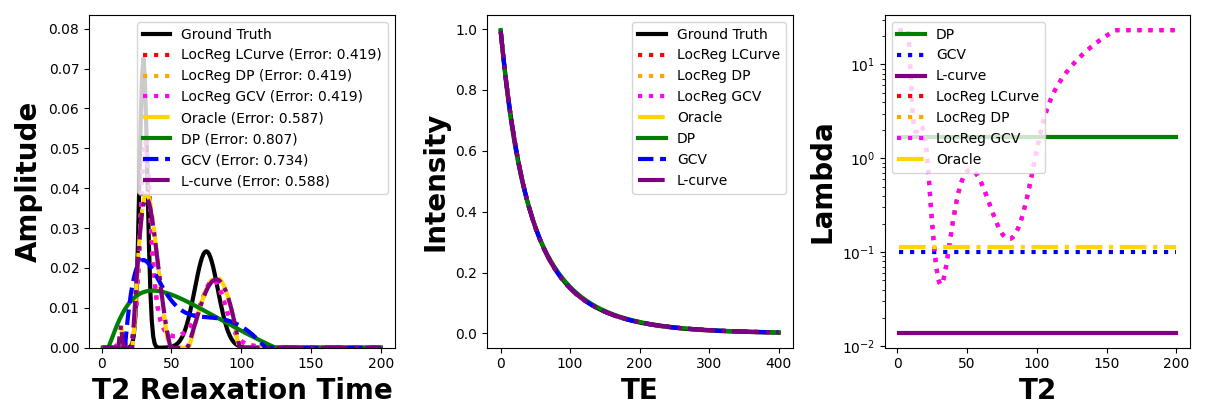 0.08
0.07
0.06
0.05
0.04
0.03
0.02
0.01
0.00
Amplitude
Ground Truth
LocReg LCurve (Error: 0.419)
LocReg DP (Error: 0.419)
LocReg GCV (Error: 0.419)
Oracle (Error: 0.587)
DP (Error: 0.807)
GCV (Error: 0.734)
L-curve (Error: 0.588)
0 50 100 150 200
T2 Relaxation Time
1.0
0.8
0.6
0.4
0.2
0.0
Intensity
Ground Truth
LocReg LCurve
LocReg DP
LocReg GCV
Oracle
DP
GCV
L-curve
0 100 200 300 400
TE
10¹
10⁰
10⁻¹
10⁻²
Lambda
DP
GCV
L-curve
LocReg LCurve
LocReg DP
LocReg GCV
Oracle
0 50 100 150 200
T2